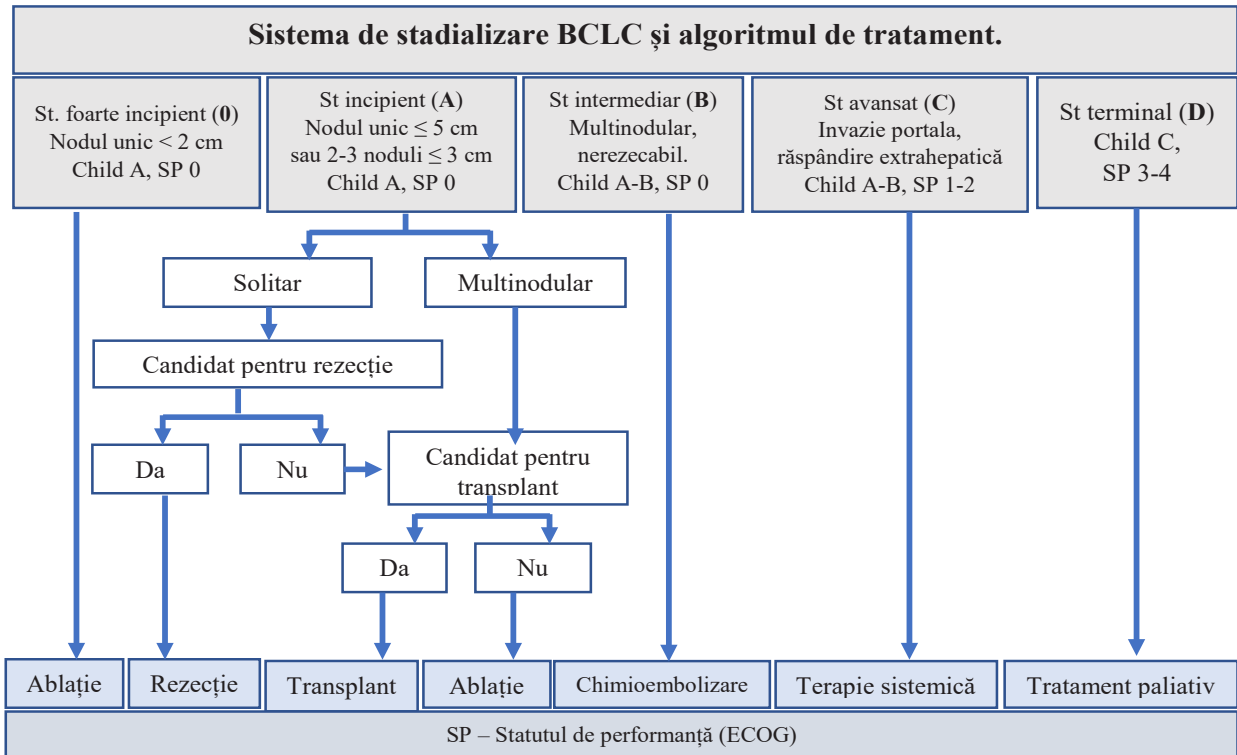 Sistema de stadializare BCLC și algoritmul de tratament.
St. foarte incipient (0)
Nodul unic < 2 cm
Child A, SP 0
St incipient (A)
Nodul unic ≤ 5 cm
sau 2-3 noduli ≤ 3 cm
Child A, SP 0
St intermediar (B)
Multinodular,
nerezecabil.
Child A-B, SP 0
St avansat (C)
Invazie portala,
răspândire extrahepatică
Child A-B, SP 1-2
St terminal (D)
Child C,
SP 3-4
Solitar
Multinodular
Candidat pentru rezecție
Da
Nu
Candidat pentru
transplant
Da
Nu
Ablație
Rezecție
Transplant
Ablație
Chimioembolizare
Terapie sistemică
Tratament paliativ
SP – Statutul de performanță (ECOG)